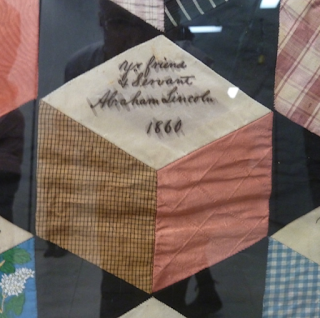 Yr friend
& Servant
Abraham Lincoln
1860